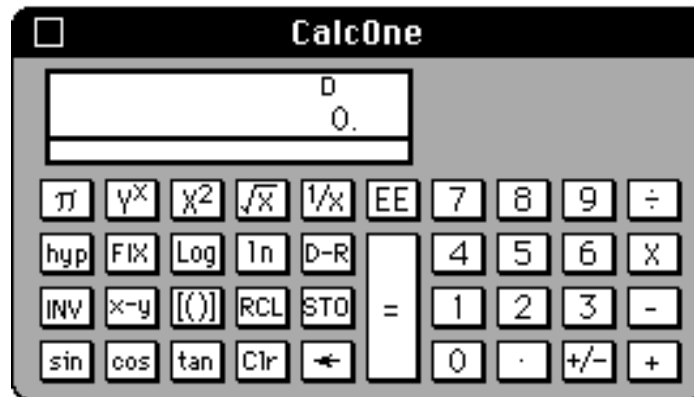 CalcOne
D
0.
π Yˣ X² √x 1/x EE 7 8 9 ÷
hyp FIX Log ln D-R 4 5 6 X
INV x-y [()] RCL STO = 1 2 3 -
sin cos tan Clr ← 0 . +/- +